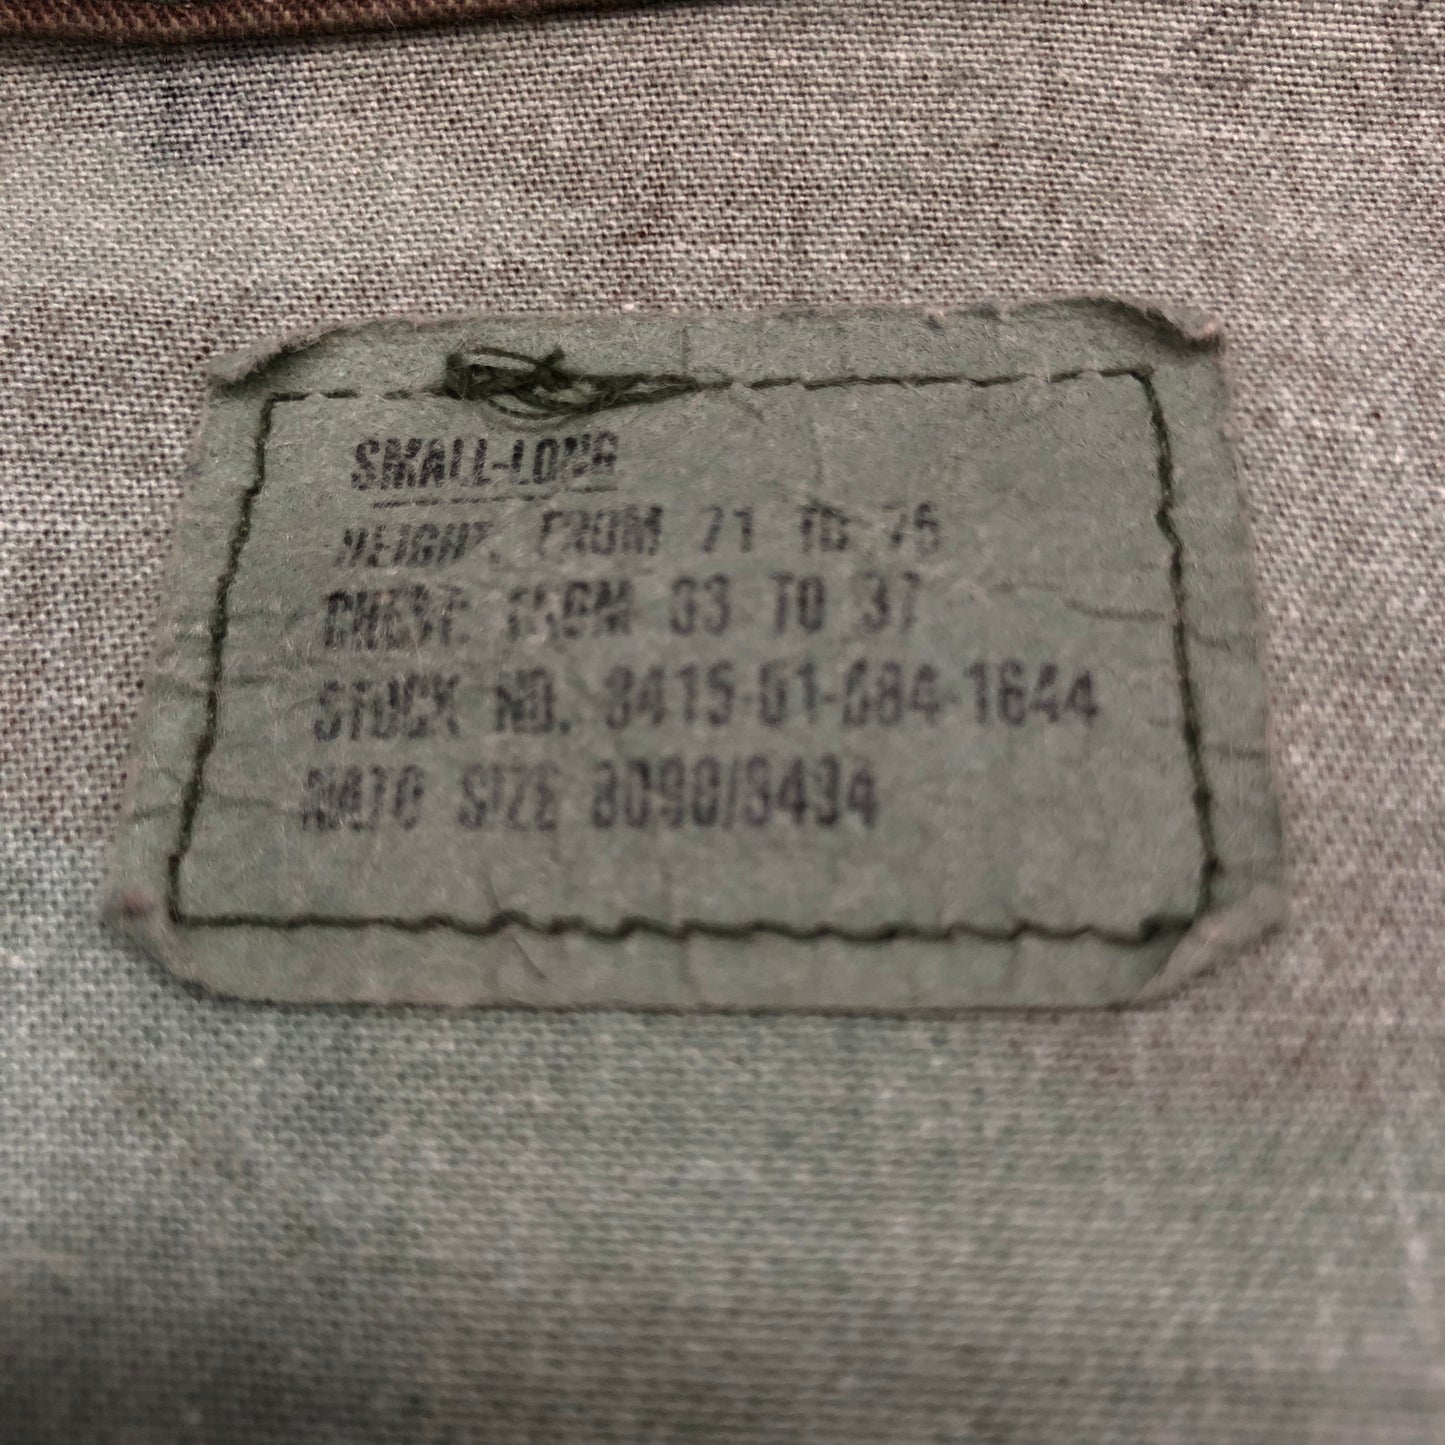 SMALL-LONG
HEIGHT. FROM 71 TO 75
CHEST: FROM 33 TO 37
STOCK NO. 8415-01-084-1644
NATO SIZE 8090/8494